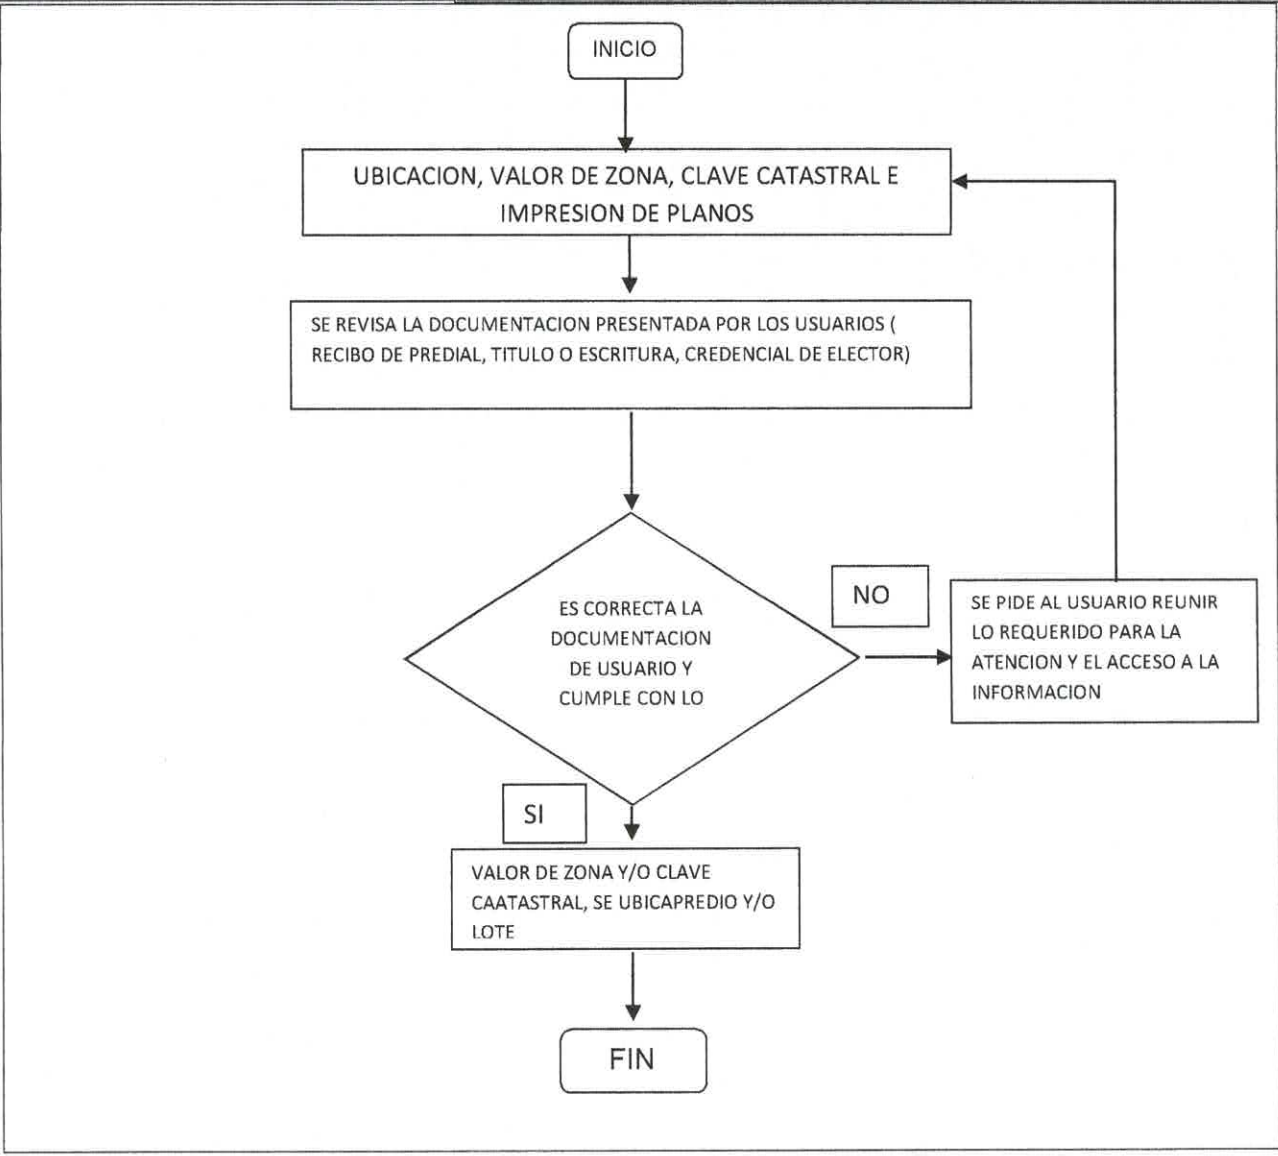 INICIO
UBICACION, VALOR DE ZONA, CLAVE CATASTRAL E
IMPRESION DE PLANOS
SE REVISA LA DOCUMENTACION PRESENTADA POR LOS USUARIOS (
RECIBO DE PREDIAL, TITULO O ESCRITURA, CREDENCIAL DE ELECTOR)
ES CORRECTA LA
DOCUMENTACION
DE USUARIO Y
CUMPLE CON LO
NO
SE PIDE AL USUARIO REUNIR
LO REQUERIDO PARA LA
ATENCION Y EL ACCESO A LA
INFORMACION
SI
VALOR DE ZONA Y/O CLAVE
CAATASTRAL, SE UBICAPREDIO Y/O
LOTE
FIN